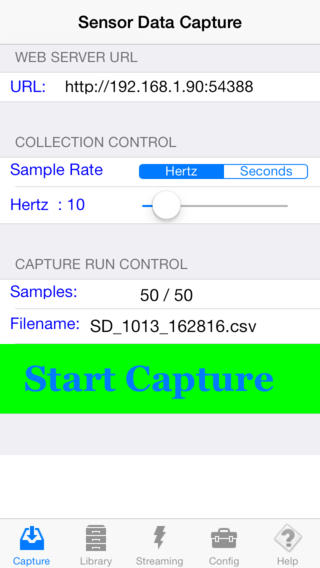 Sensor Data Capture
WEB SERVER URL
URL: http://192.168.1.90:54388
COLLECTION CONTROL
Sample Rate Hertz Seconds
Hertz : 10
CAPTURE RUN CONTROL
Samples: 50 / 50
Filename: SD_1013_162816.csv
Start Capture
Capture Library Streaming Config Help